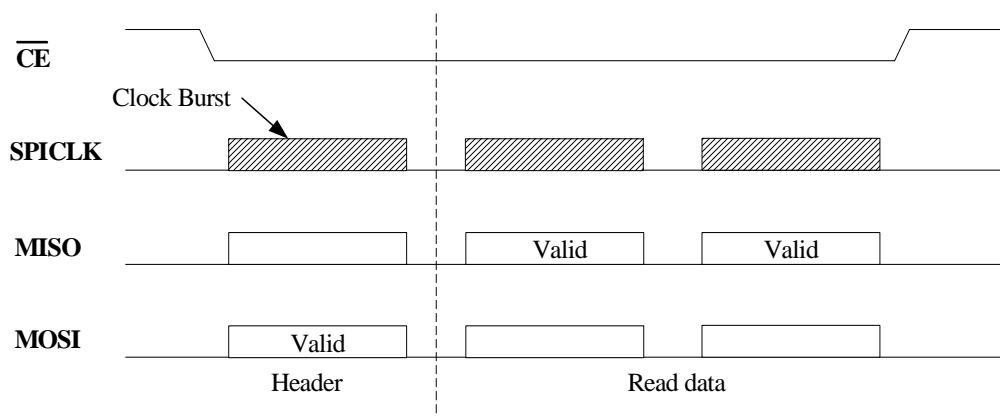 CE
Clock Burst
SPICLK
MISO
Valid
Valid
MOSI
Valid
Header
Read data